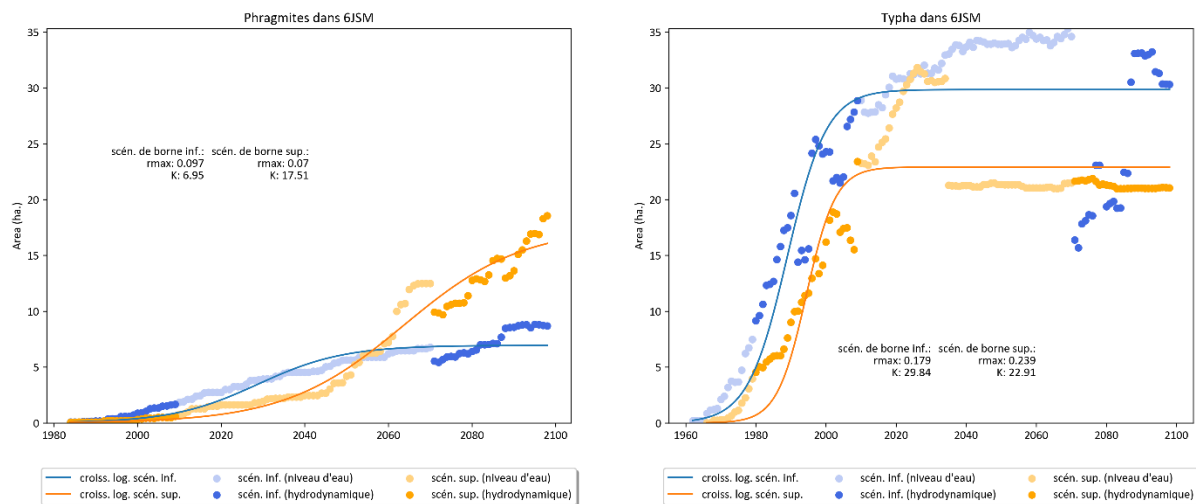 Phragmites dans 6JSM
35
30
25
20
15
10
5
0
Area (ha.)
scén. de borne inf.: scén. de borne sup.:
rmax: 0.097 rmax: 0.07
K: 6.95 K: 17.51
1980 2000 2020 2040 2060 2080 2100
croiss. log. scén. Inf. scén. Inf. (niveau d'eau) scén. sup. (niveau d'eau)
croiss. log. scén. sup. scén. Inf. (hydrodynamique) scén. sup. (hydrodynamique)
Typha dans 6JSM
35
30
25
20
15
10
5
0
Area (ha.)
scén. de borne inf.: scén. de borne sup.:
rmax: 0.179 rmax: 0.239
K: 29.84 K: 22.91
1960 1980 2000 2020 2040 2060 2080 2100
croiss. log. scén. Inf. scén. Inf. (niveau d'eau) scén. sup. (niveau d'eau)
croiss. log. scén. sup. scén. Inf. (hydrodynamique) scén. sup. (hydrodynamique)